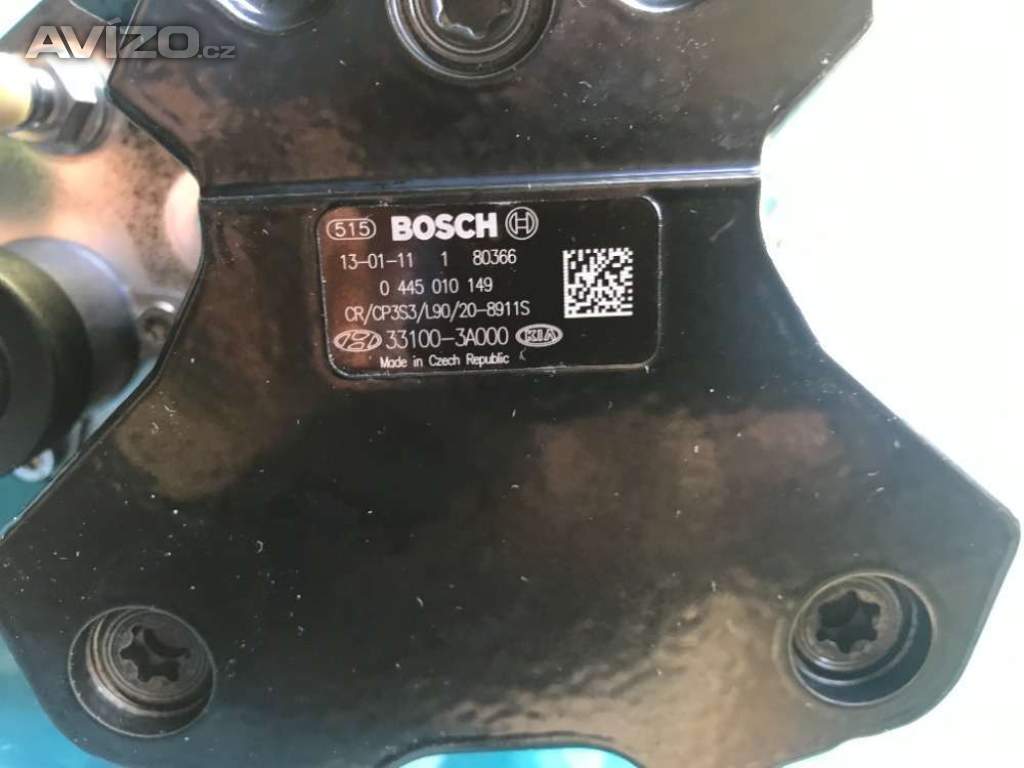 AVÍZO.cz
515 BOSCH
13-01-11 1 80366
0 445 010 149
CR/CP3S3/L90/20-8911S
33100-3A000 KIA
Made in Czech Republic